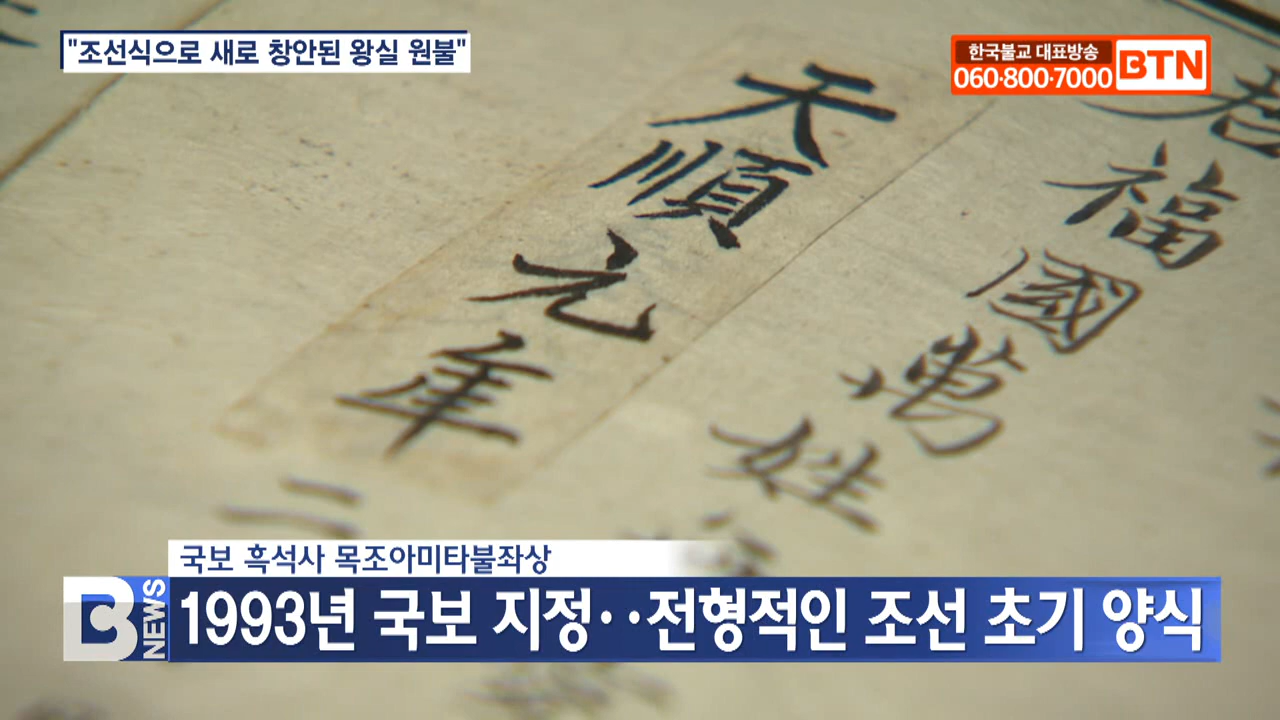 "조선식으로 새로 창안된 왕실 원불"
한국불교 대표방송
060·800·7000
BTN
福國萬姓
天順元年
二
국보 흑석사 목조아미타불좌상
B NEWS
1993년 국보 지정‥전형적인 조선 초기 양식